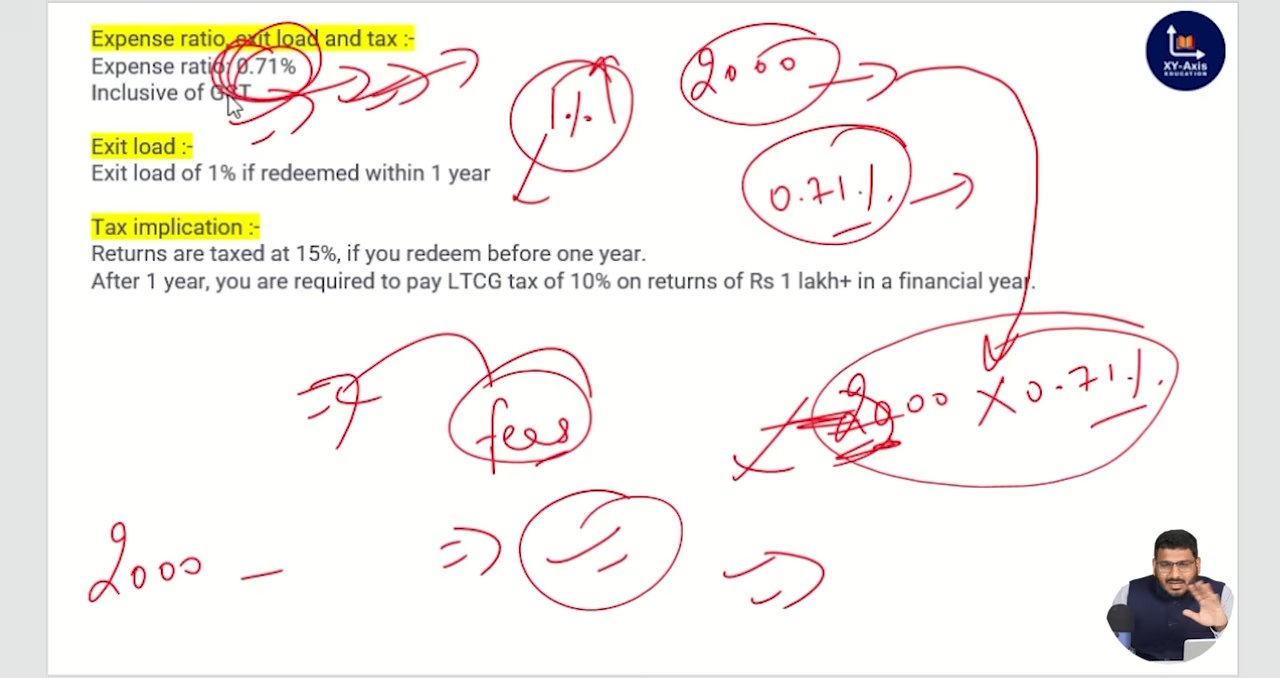 Expense ratio, exit load and tax :-
Expense ratio: 0.71%
Inclusive of GST
1%
2000
0.71%
Exit load :-
Exit load of 1% if redeemed within 1 year
Tax implication :-
Returns are taxed at 15%, if you redeem before one year.
After 1 year, you are required to pay LTCG tax of 10% on returns of Rs 1 lakh+ in a financial year.
fees
2000 X 0.71%
2000 -
XY-Axis
EDUCATION